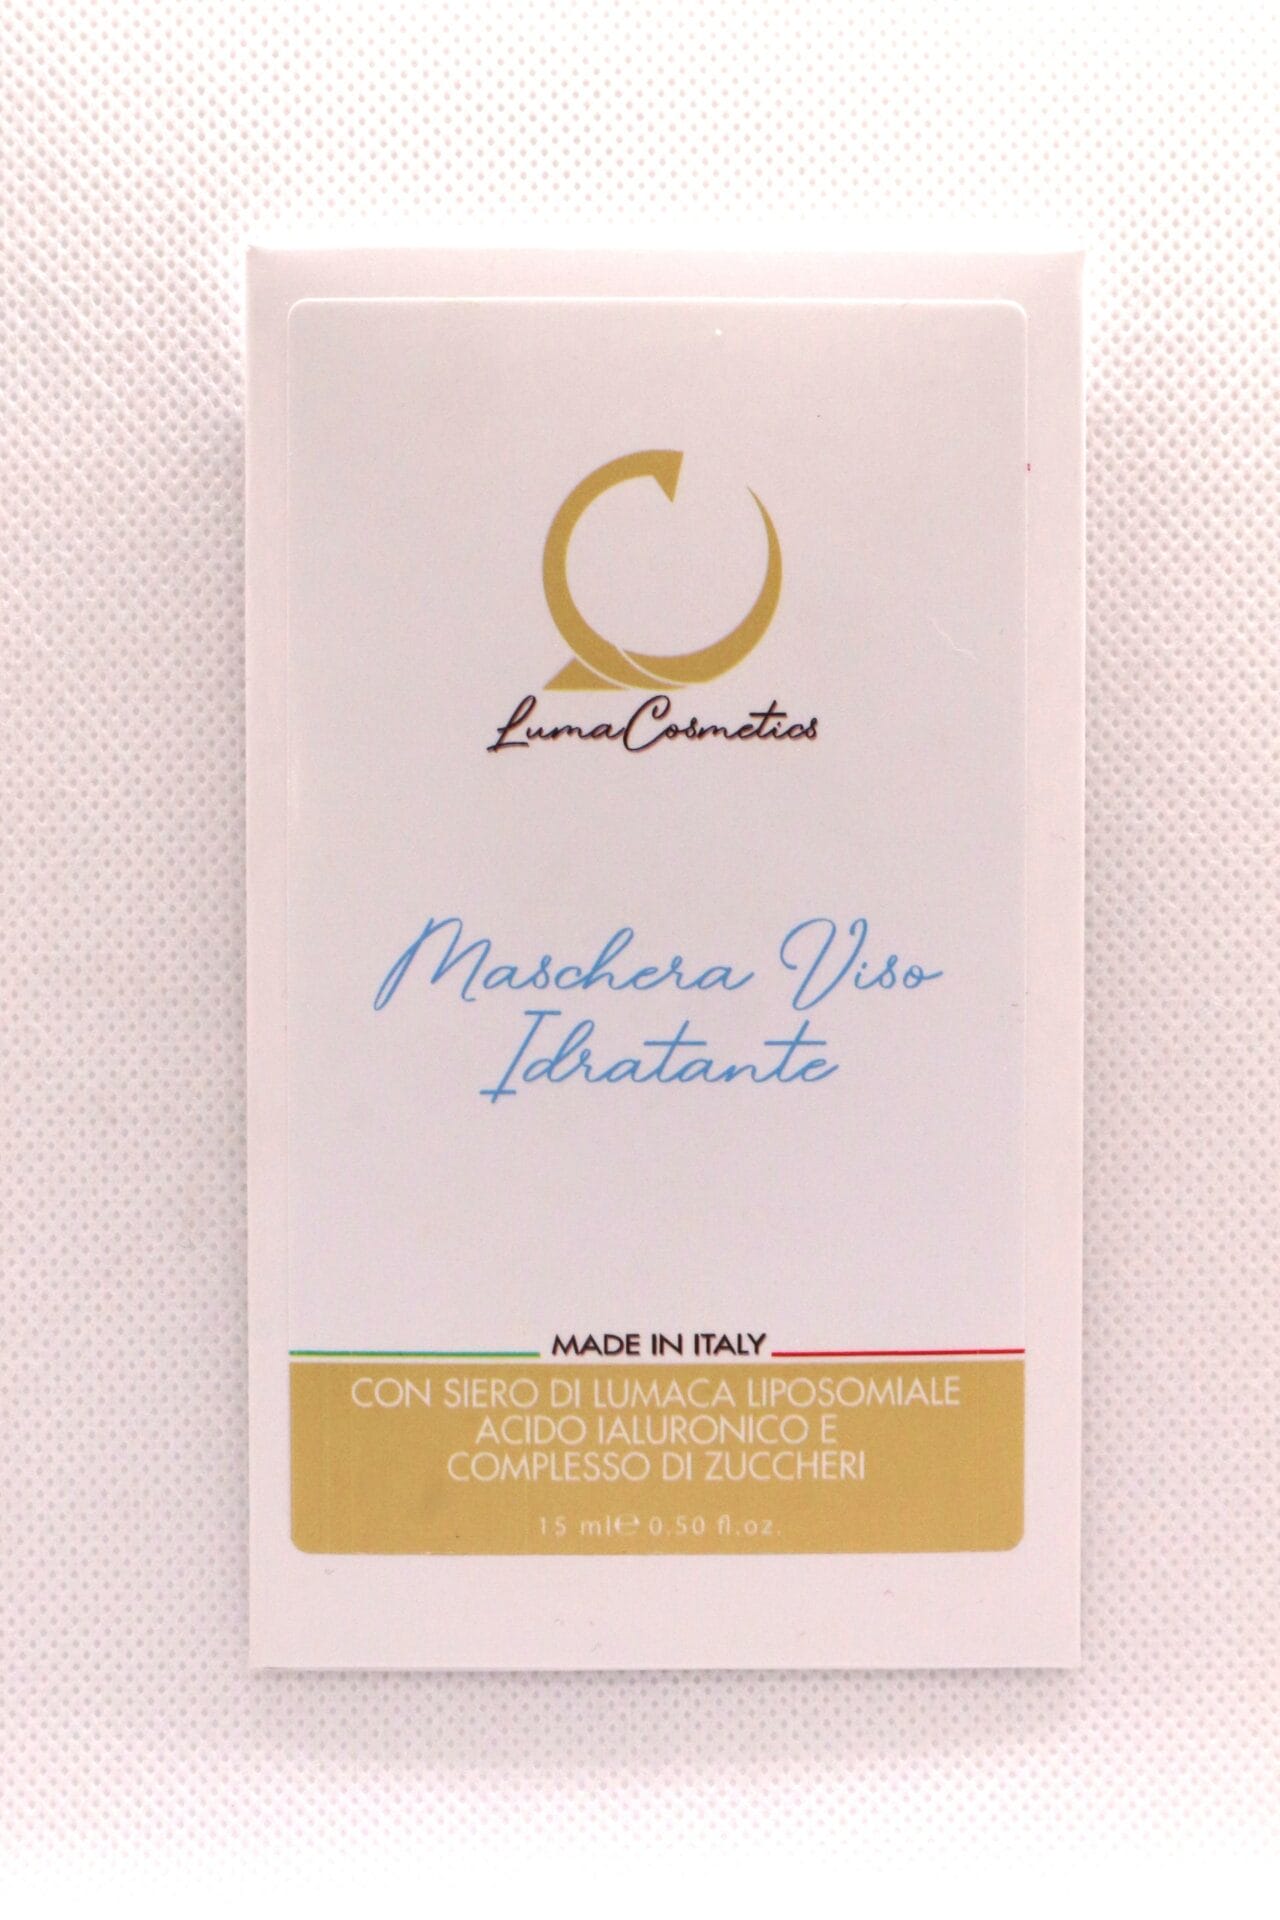 LumaCosmetics
Maschera Viso
Idratante
MADE IN ITALY
CON SIERO DI LUMACA LIPOSOMIALE
ACIDO IALURONICO E
COMPLESSO DI ZUCCHERI
15 ml℮ 0.50 fl.oz.